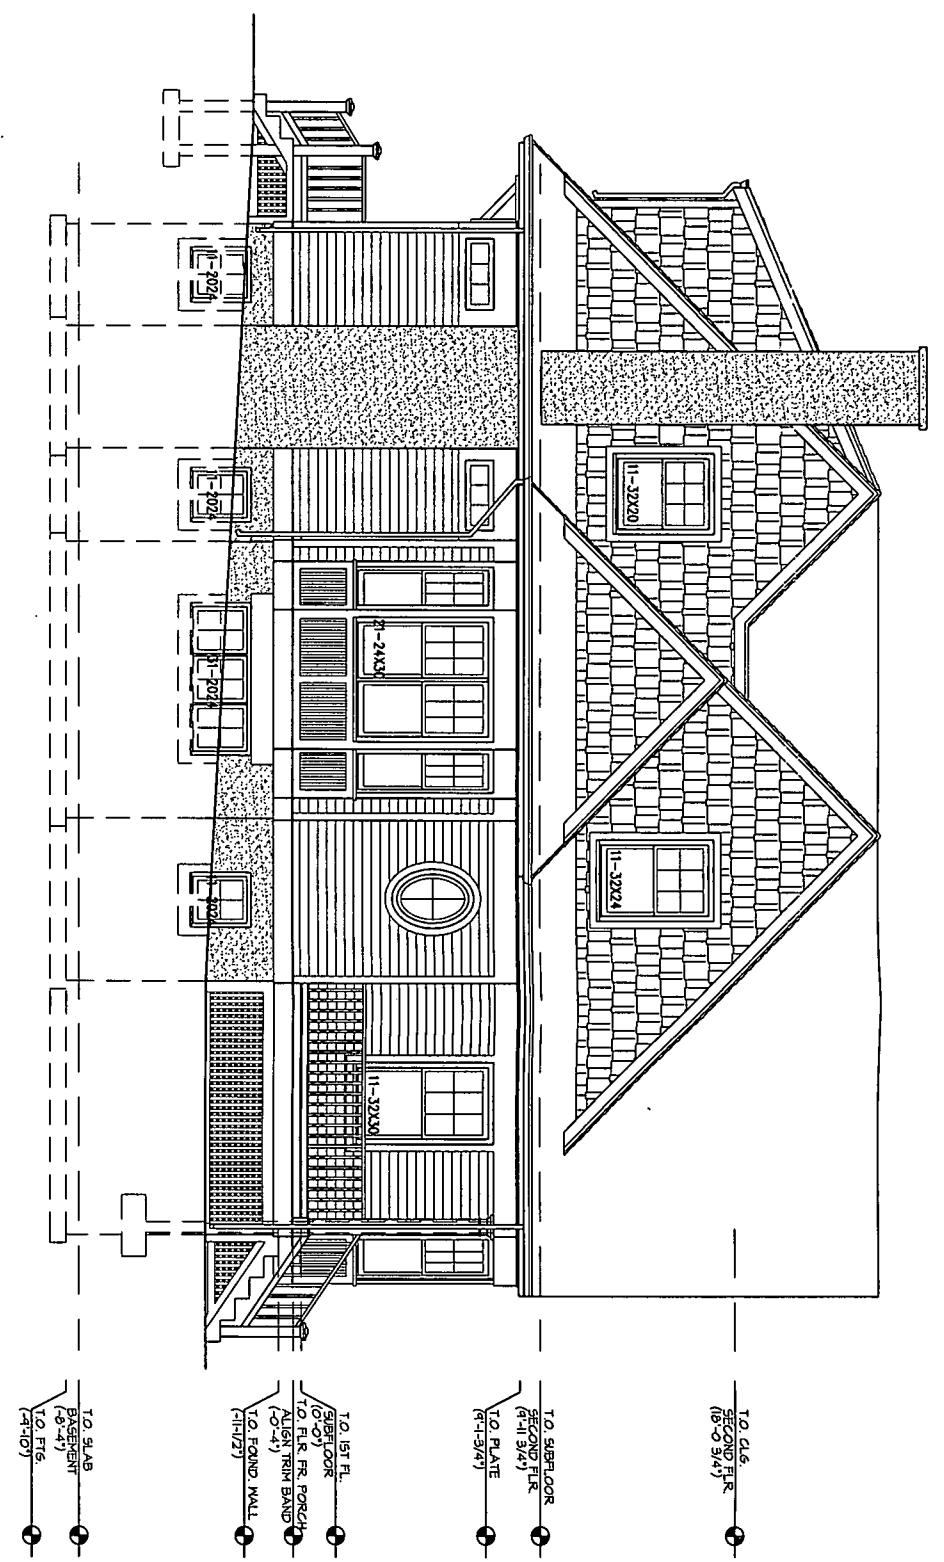 T.O. CLG.
SECOND FLR.
(18'-0 3/4")
T.O. SUBFLOOR
SECOND FLR.
(9'-11 3/4")
T.O. PLATE
(9'-1-3/4")
T.O. 1ST FL.
SUBFLOOR
(0'-0")
T.O. FLR. FR. PORCH
ALIGN TRIM BAND
(-0'-4")
T.O. FOUND. WALL
(-11-1/2")
T.O. SLAB
BASEMENT
(-8'-4")
T.O. FTG.
(-9'-10")
11-32X20
11-32X24
21-24X30
11-32X30
11-2024
11-2024
31-2024
11-2024